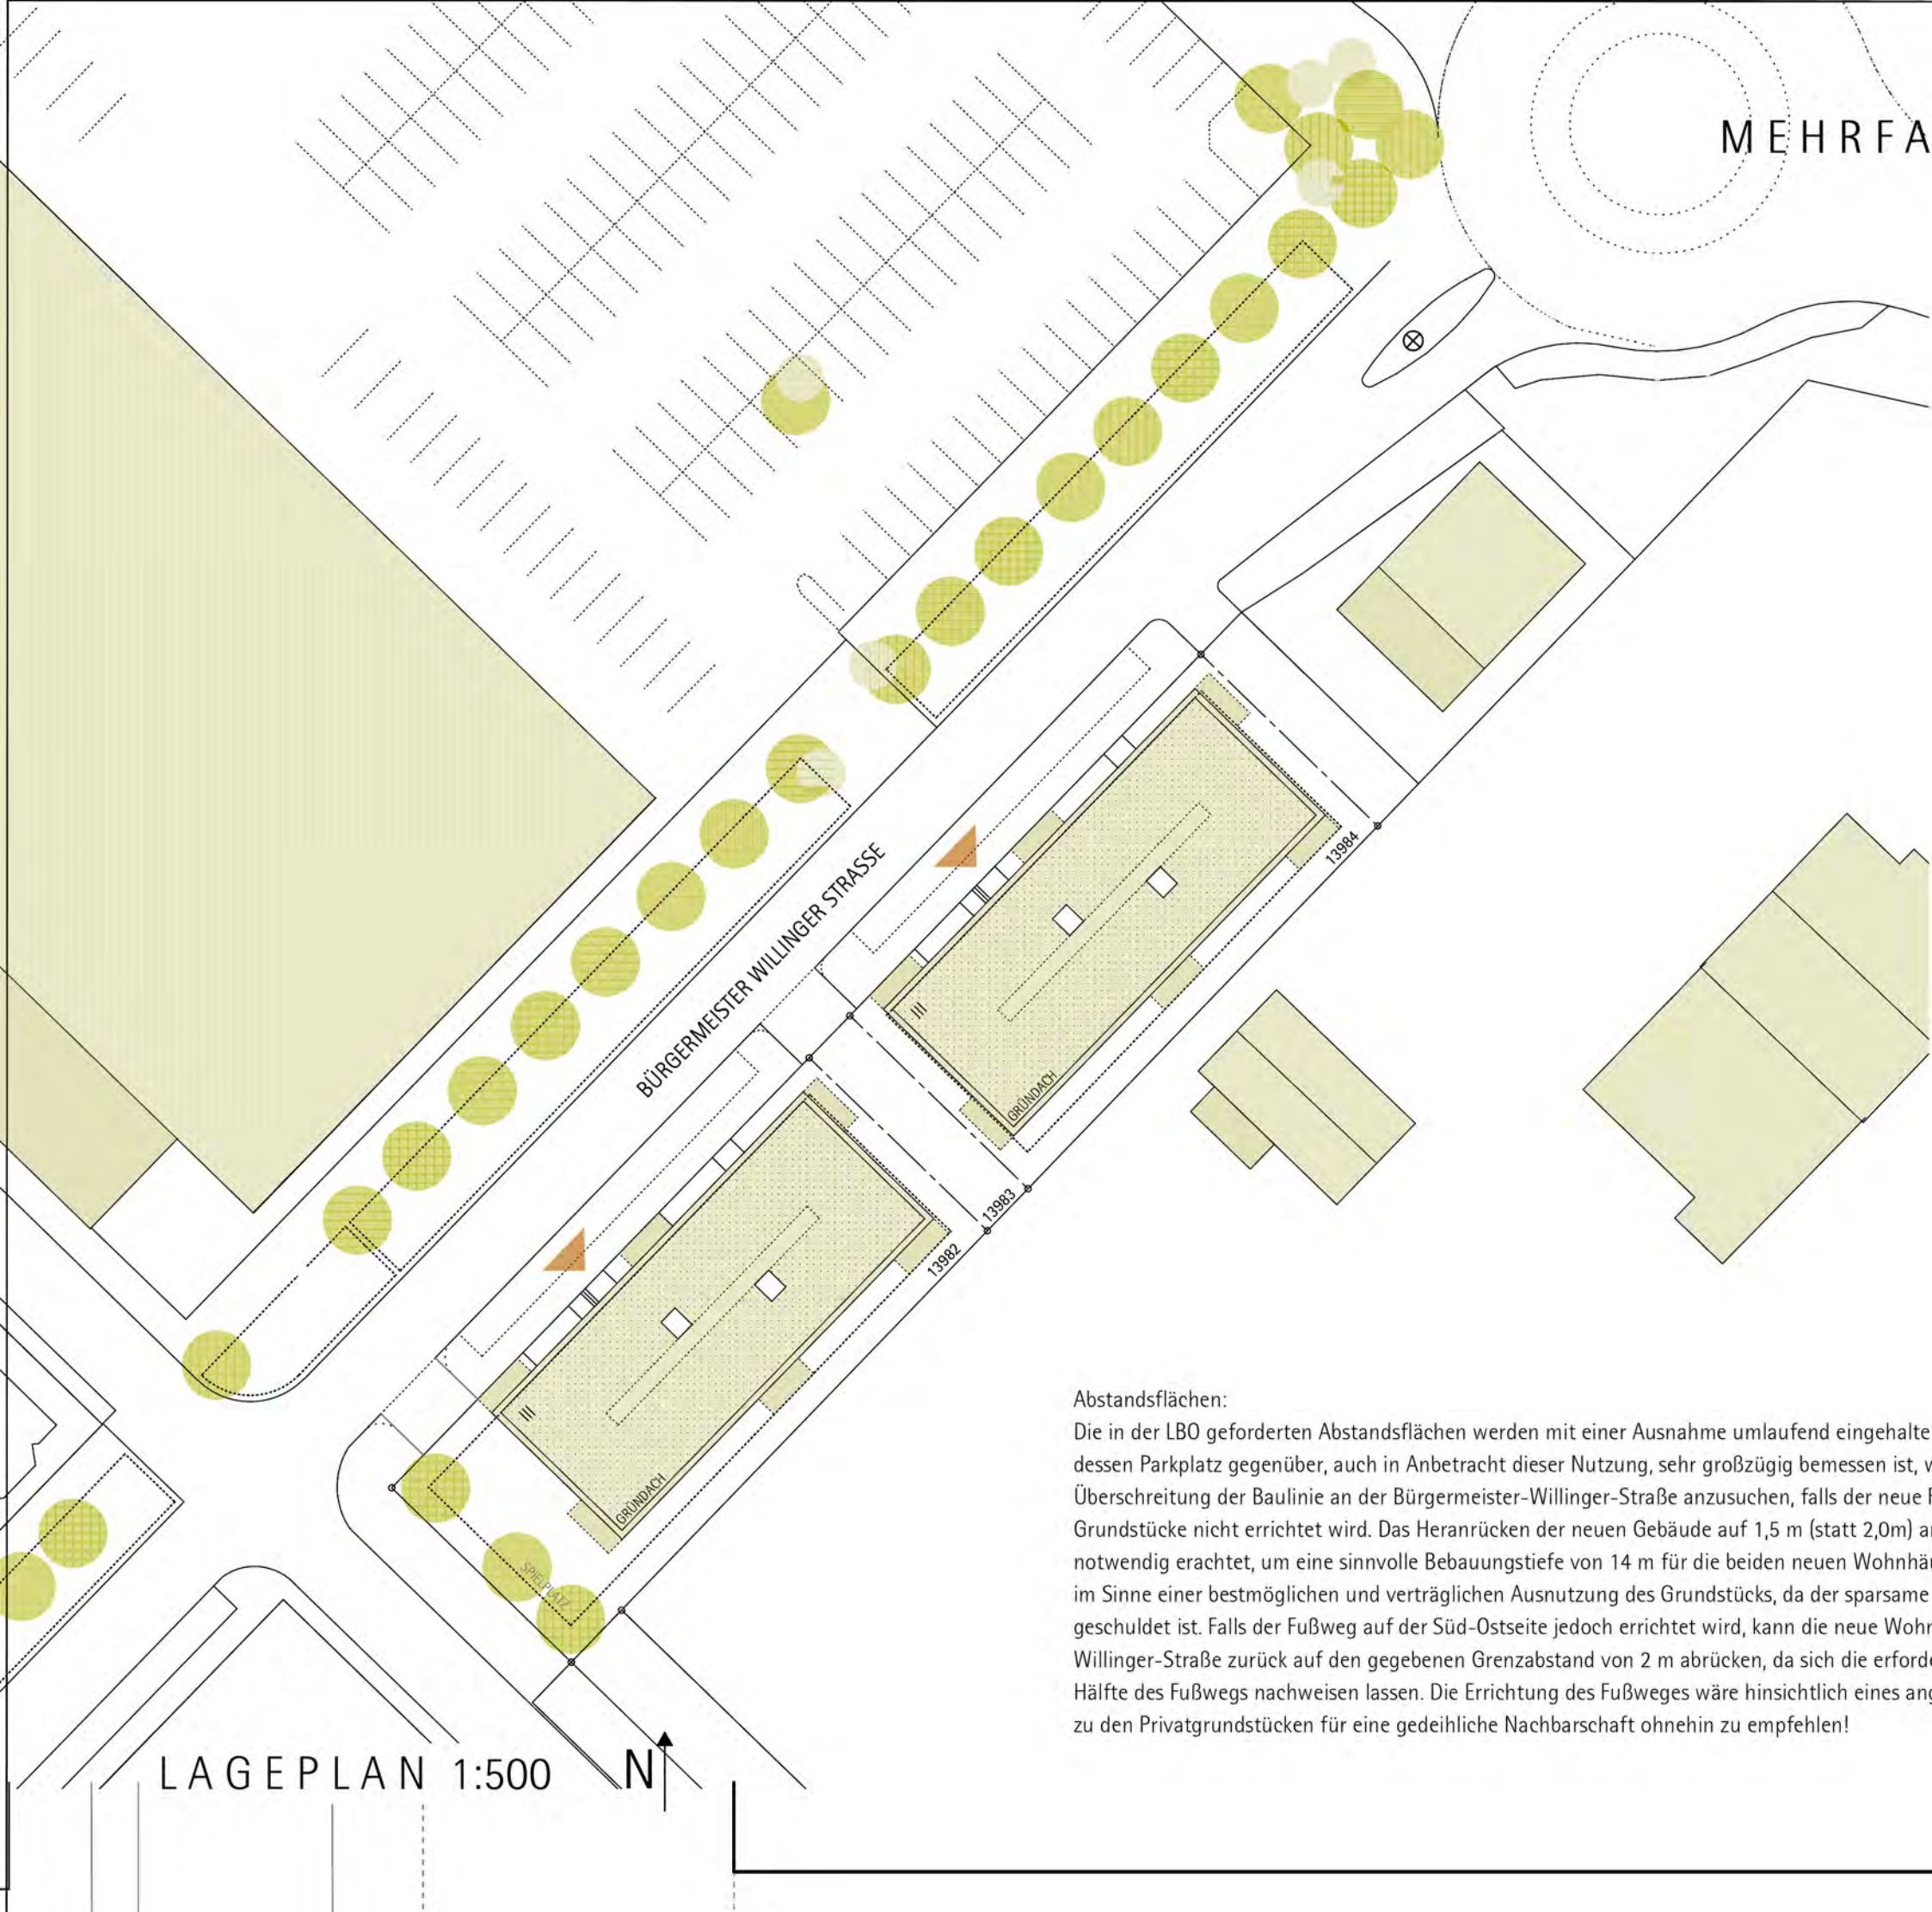 MEHRFA
BÜRGERMEISTER WILLINGER STRASSE
13984
III
GRÜNDACH
13983
13982
III
GRÜNDACH
SPIELPLATZ
Abstandsflächen:
Die in der LBO geforderten Abstandsflächen werden mit einer Ausnahme umlaufend eingehalte
dessen Parkplatz gegenüber, auch in Anbetracht dieser Nutzung, sehr großzügig bemessen ist, w
Überschreitung der Baulinie an der Bürgermeister-Willinger-Straße anzusuchen, falls der neue F
Grundstücke nicht errichtet wird. Das Heranrücken der neuen Gebäude auf 1,5 m (statt 2,0m) a
notwendig erachtet, um eine sinnvolle Bebauungstiefe von 14 m für die beiden neuen Wohnhäu
im Sinne einer bestmöglichen und verträglichen Ausnutzung des Grundstücks, da der sparsame
geschuldet ist. Falls der Fußweg auf der Süd-Ostseite jedoch errichtet wird, kann die neue Wohn
Willinger-Straße zurück auf den gegebenen Grenzabstand von 2 m abrücken, da sich die erforde
Hälfte des Fußwegs nachweisen lassen. Die Errichtung des Fußweges wäre hinsichtlich eines ang
zu den Privatgrundstücken für eine gedeihliche Nachbarschaft ohnehin zu empfehlen!
LAGEPLAN 1:500 N